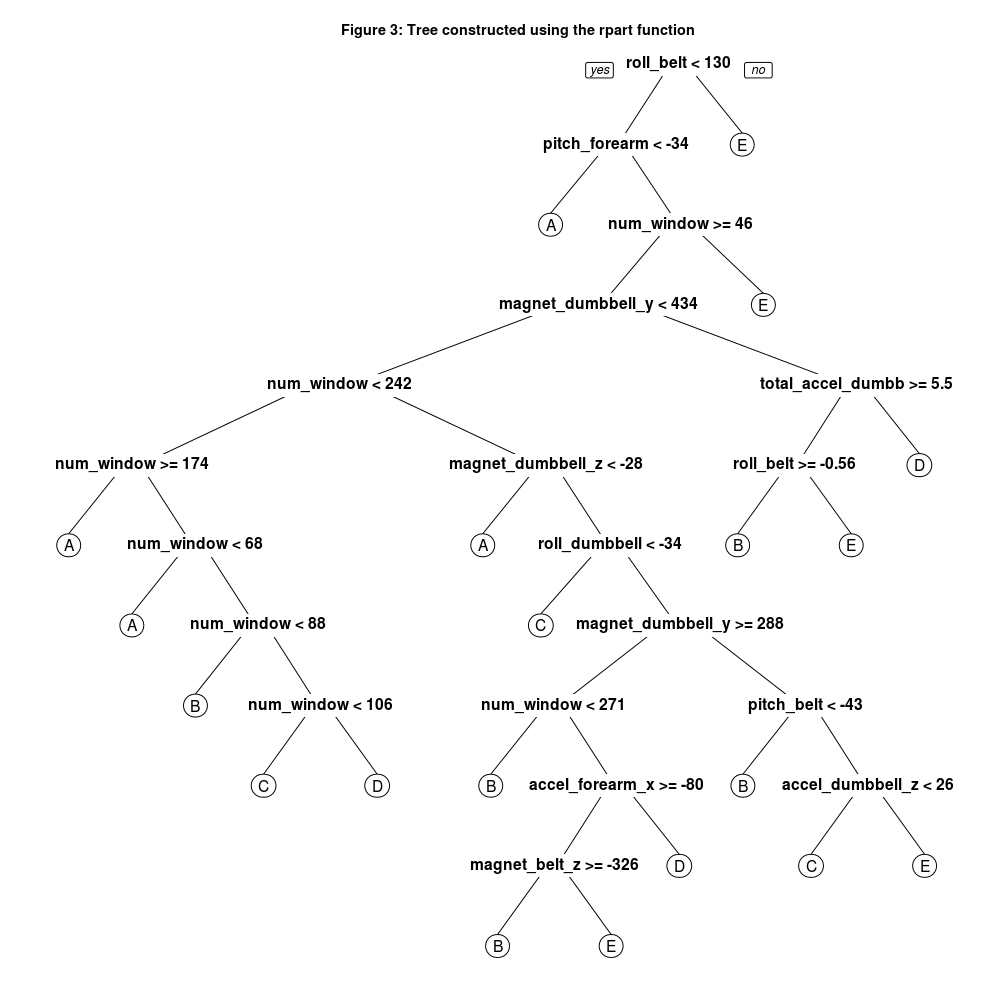 Figure 3: Tree constructed using the rpart function
yes roll_belt < 130 no
pitch_forearm < -34 E
A num_window >= 46
magnet_dumbbell_y < 434 E
num_window < 242 total_accel_dumbb >= 5.5
num_window >= 174 magnet_dumbbell_z < -28 roll_belt >= -0.56 D
A num_window < 68 A roll_dumbbell < -34 B E
A num_window < 88 C magnet_dumbbell_y >= 288
B num_window < 106 num_window < 271 pitch_belt < -43
C D B accel_forearm_x >= -80 B accel_dumbbell_z < 26
magnet_belt_z >= -326 D C E
B E